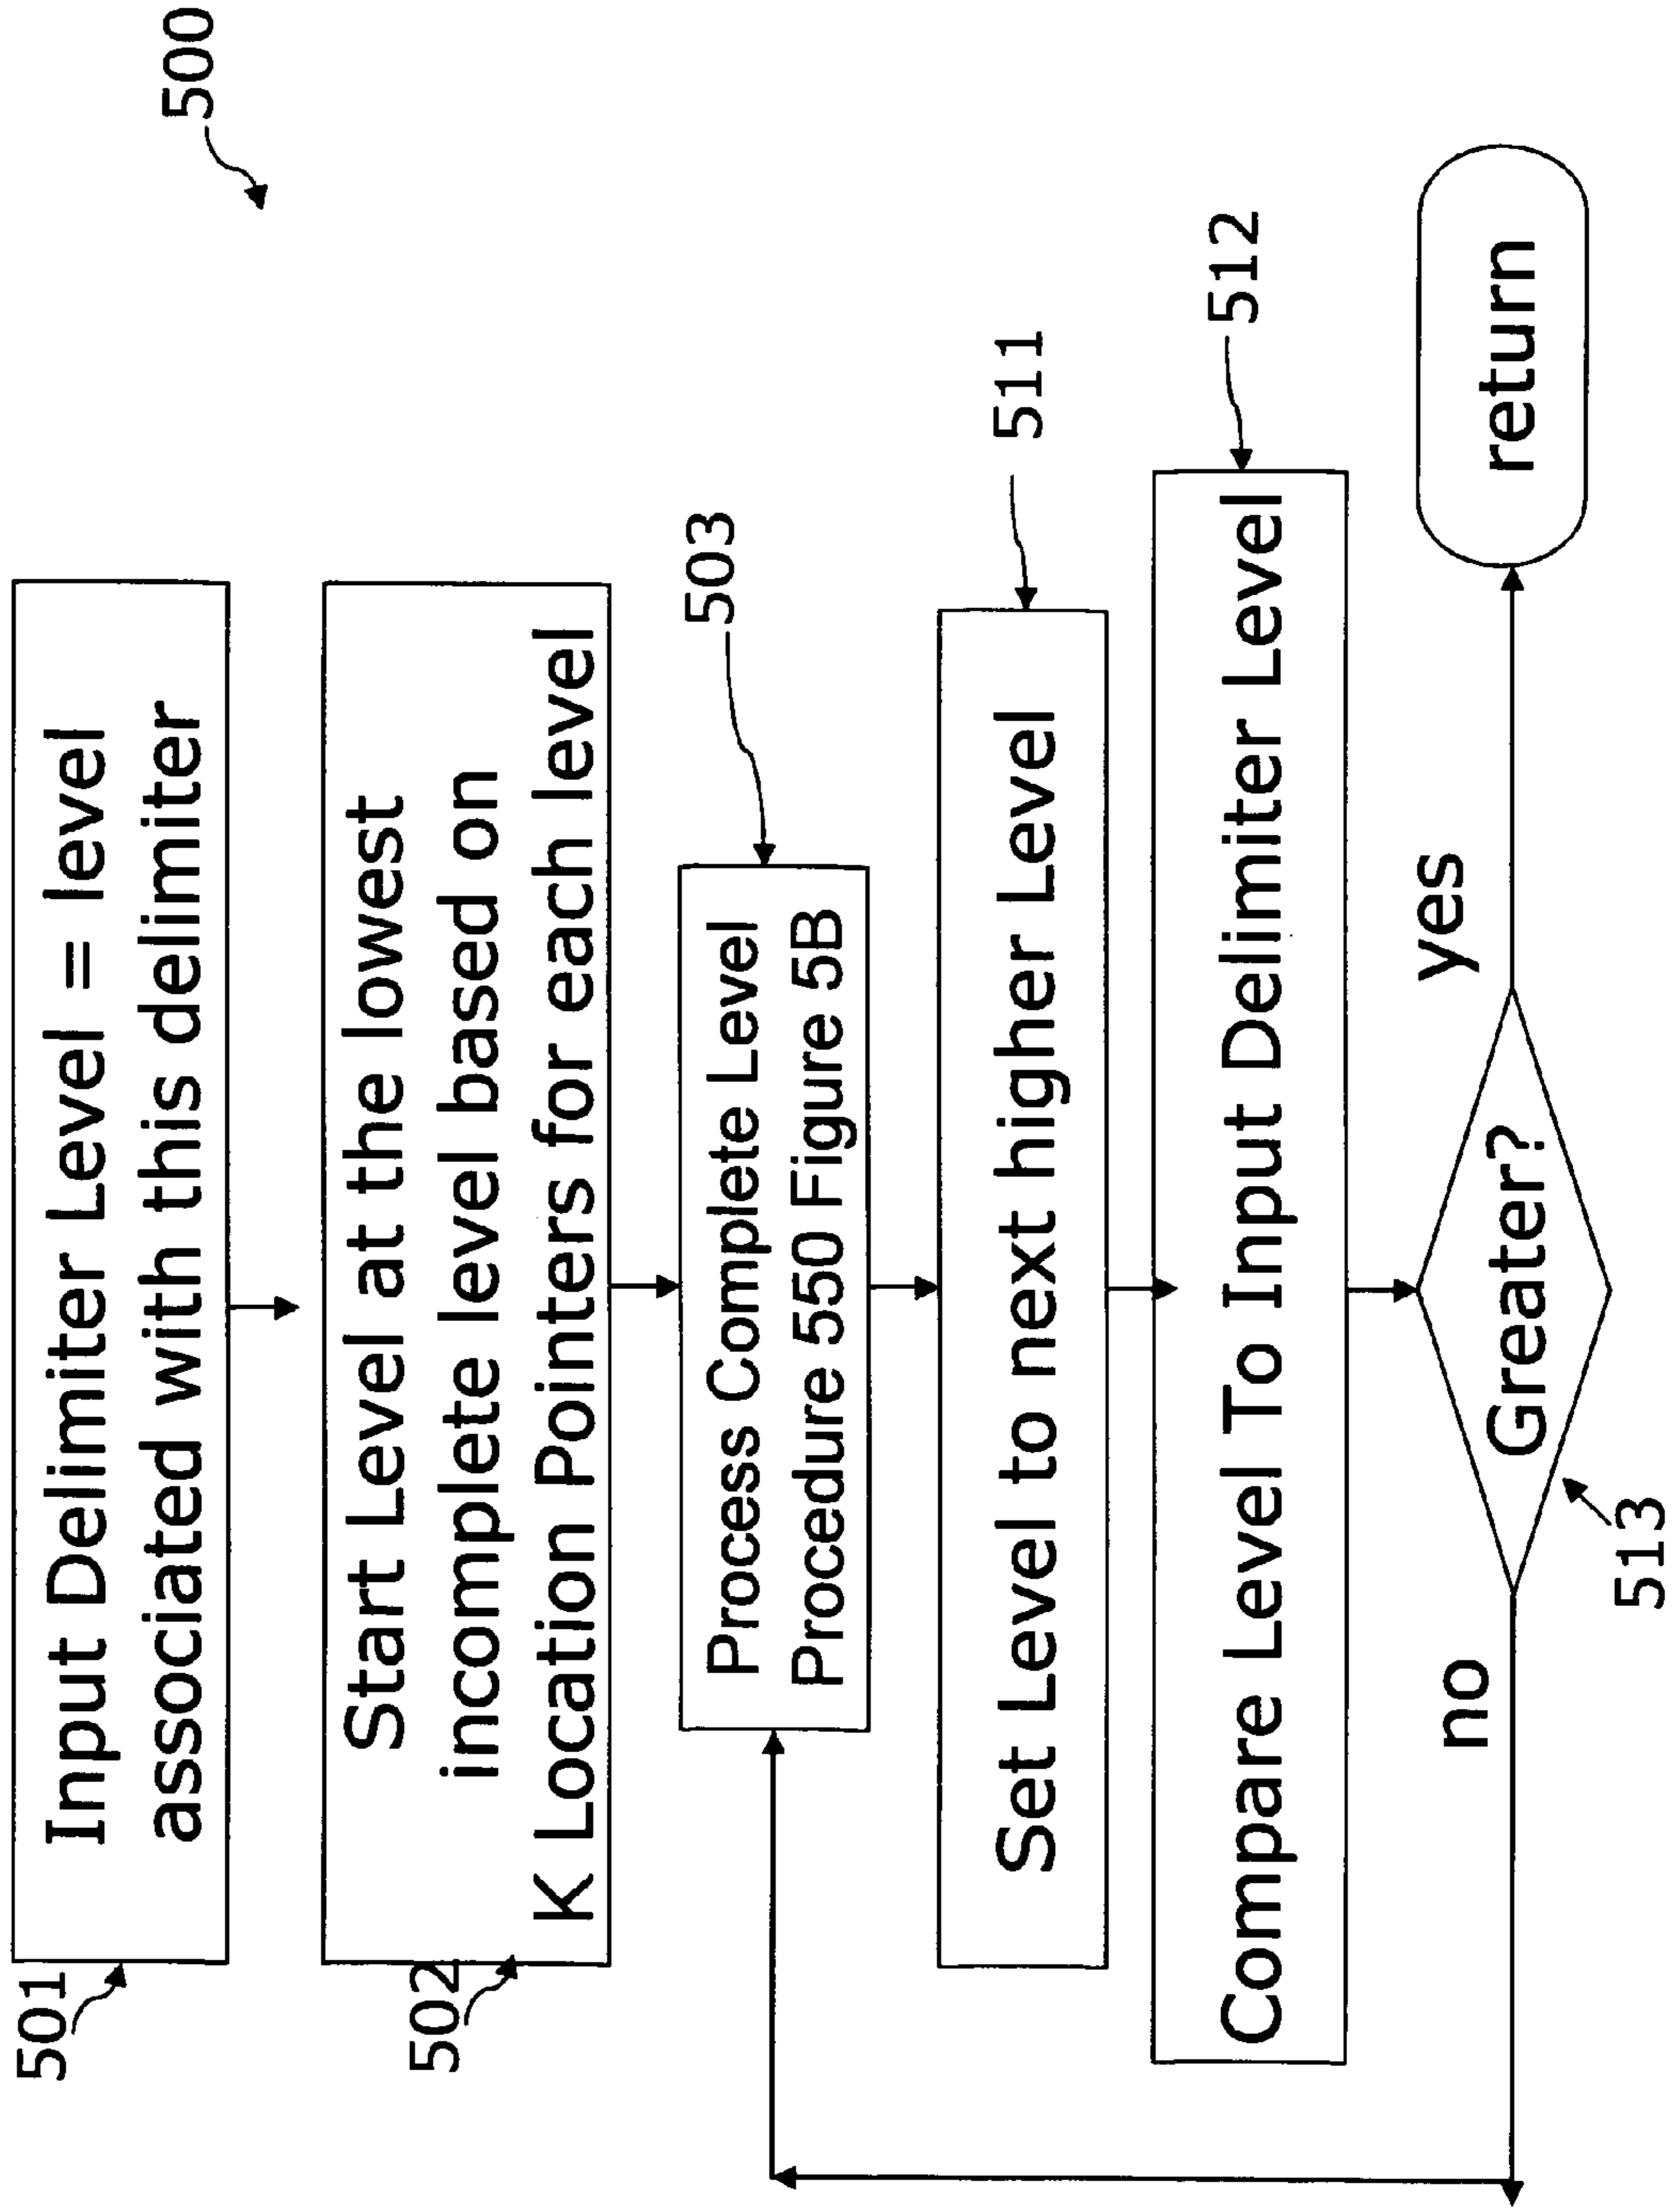 500
501
Input Delimiter Level = level
associated with this delimiter
502
Start Level at the lowest
incomplete level based on
K Location Pointers for each level
503
Process Complete Level
Procedure 550 Figure 5B
511
Set Level to next higher Level
512
Compare Level To Input Delimiter Level
no
Greater?
yes
return
513